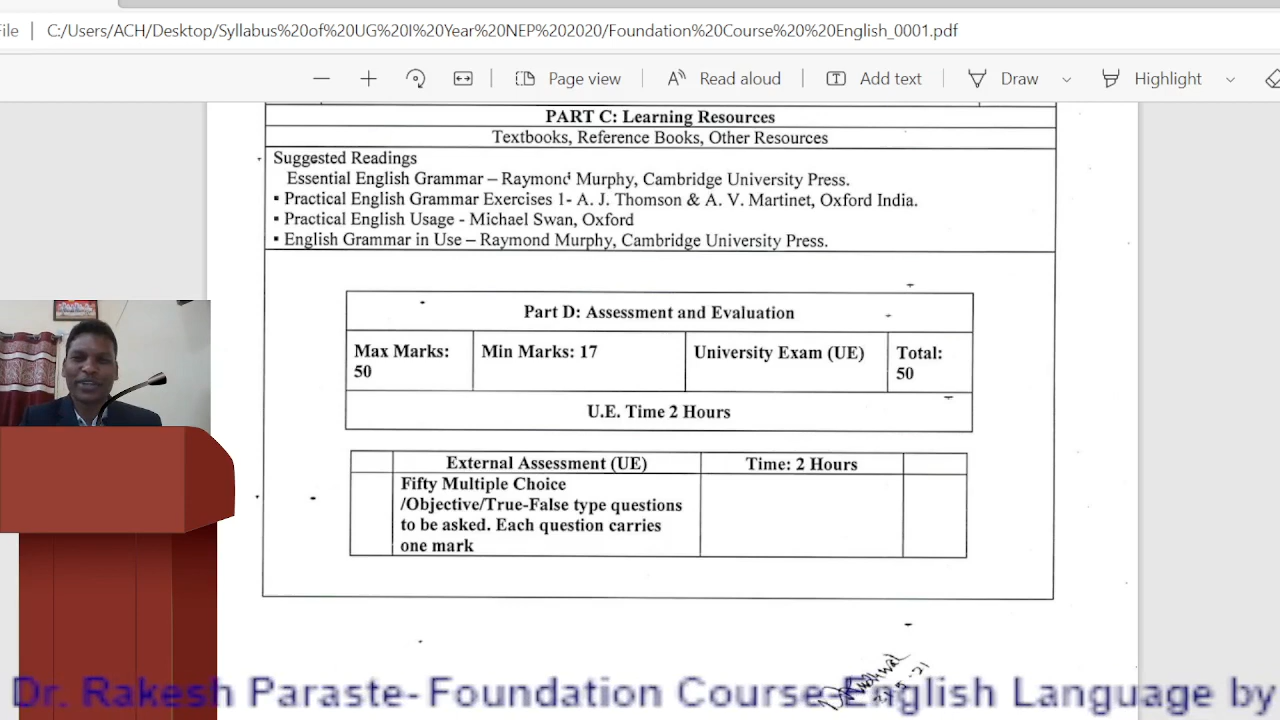 File | C:/Users/ACH/Desktop/Syllabus%20of%20UG%20I%20Year%20NEP%202020/Foundation%20Course%20%20English_0001.pdf
Page view
Read aloud
Add text
Draw
Highlight
PART C: Learning Resources
Textbooks, Reference Books, Other Resources
Suggested Readings
Essential English Grammar – Raymond Murphy, Cambridge University Press.
▪ Practical English Grammar Exercises 1- A. J. Thomson & A. V. Martinet, Oxford India.
▪ Practical English Usage - Michael Swan, Oxford
▪ English Grammar in Use – Raymond Murphy, Cambridge University Press.
Part D: Assessment and Evaluation
Max Marks: 50
Min Marks: 17
University Exam (UE)
Total: 50
U.E. Time 2 Hours
External Assessment (UE)
Time: 2 Hours
Fifty Multiple Choice
/Objective/True-False type questions
to be asked. Each question carries
one mark
Dr. Rakesh Paraste- Foundation Course English Language by